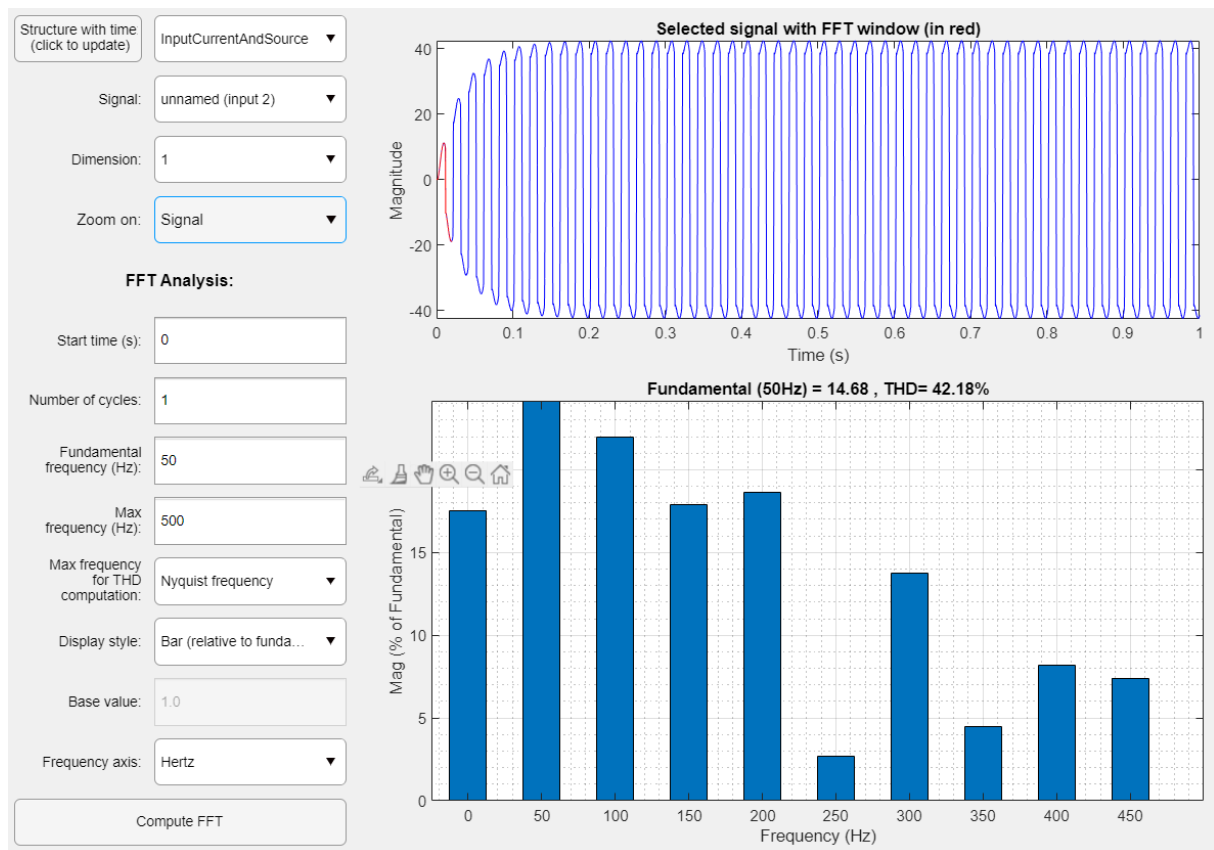 Structure with time
(click to update)
InputCurrentAndSource
Signal:
unnamed (input 2)
Dimension:
1
Zoom on:
Signal
FFT Analysis:
Start time (s):
0
Number of cycles:
1
Fundamental
frequency (Hz):
50
Max
frequency (Hz):
500
Max frequency
for THD
computation:
Nyquist frequency
Display style:
Bar (relative to funda...
Base value:
1.0
Frequency axis:
Hertz
Compute FFT
Selected signal with FFT window (in red)
40
20
0
-20
-40
Magnitude
0 0.1 0.2 0.3 0.4 0.5 0.6 0.7 0.8 0.9 1
Time (s)
Fundamental (50Hz) = 14.68 , THD= 42.18%
15
10
5
0
Mag (% of Fundamental)
0 50 100 150 200 250 300 350 400 450
Frequency (Hz)